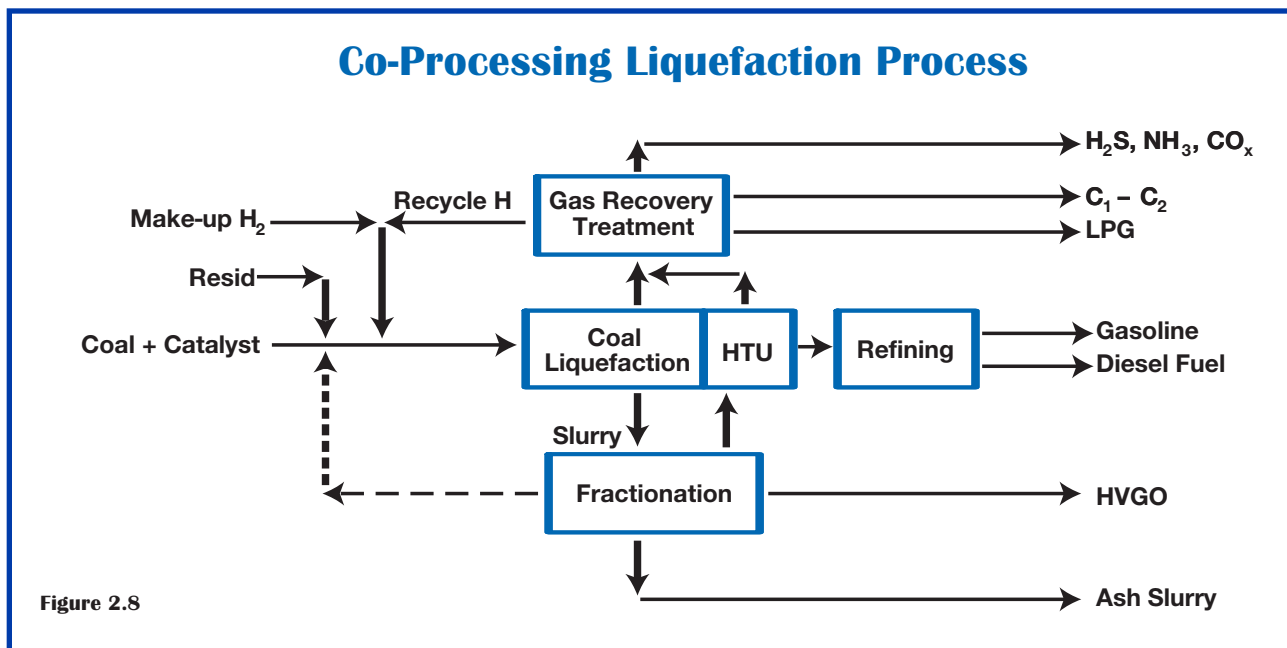 Co-Processing Liquefaction Process
H₂S, NH₃, COₓ
Recycle H
Gas Recovery
Treatment
C₁ – C₂
Make-up H₂
LPG
Resid
Coal + Catalyst
Coal
Liquefaction
HTU
Refining
Gasoline
Diesel Fuel
Slurry
Fractionation
HVGO
Ash Slurry
Figure 2.8